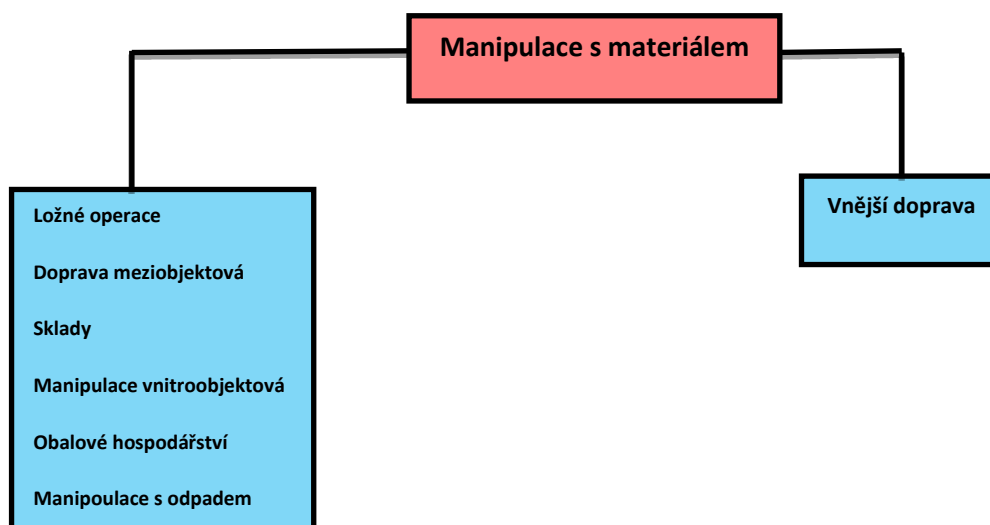 Manipulace s materiálem
Ložné operace
Doprava meziobjektová
Sklady
Manipulace vnitroobjektová
Obalové hospodářství
Manipoulace s odpadem
Vnější doprava